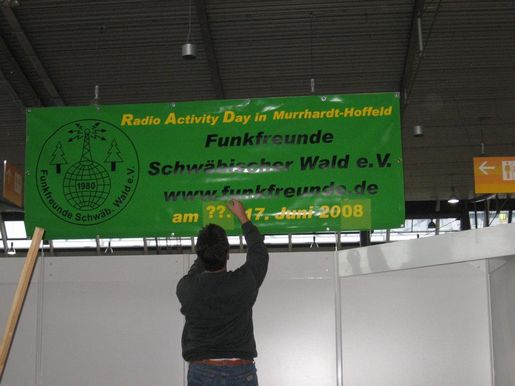 Radio Activity Day in Murrhardt-Hoffeld
Funkfreunde
Schwäbischer Wald e.V.
www.funkfreunde.de
am ??. 17. Juni 2008
1980
Funkfreunde Schwäb. Wald e.V.